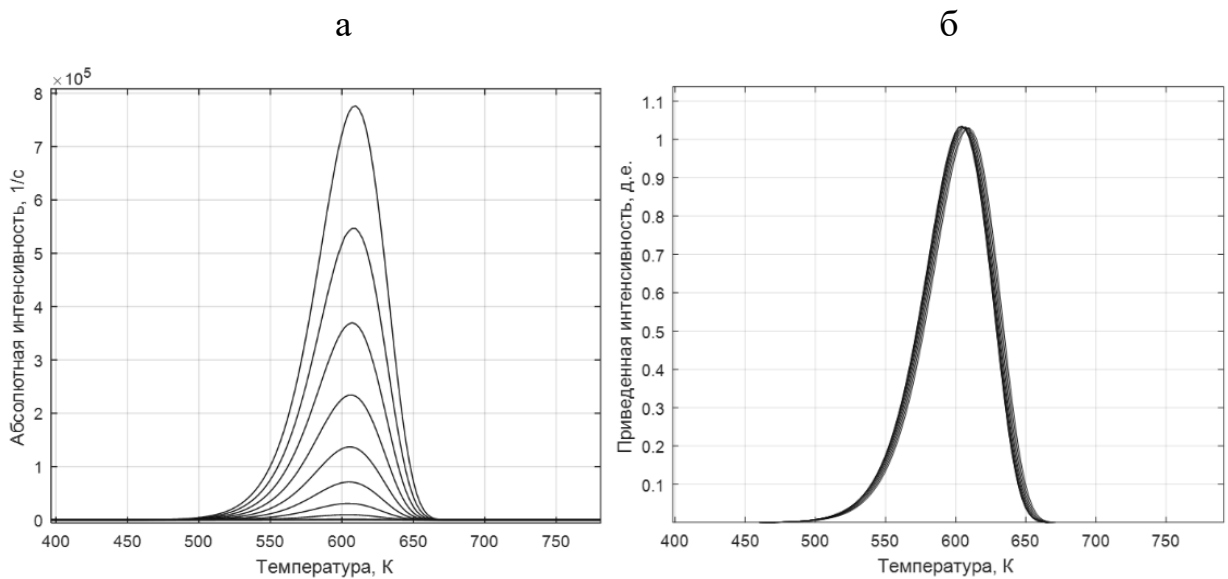 а
б
×10⁵
8
7
6
5
4
3
2
1
0
400 450 500 550 600 650 700 750
Температура, К
Абсолютная интенсивность, 1/с
1.1
1
0.9
0.8
0.7
0.6
0.5
0.4
0.3
0.2
0.1
400 450 500 550 600 650 700 750
Температура, К
Приведенная интенсивность, д.е.